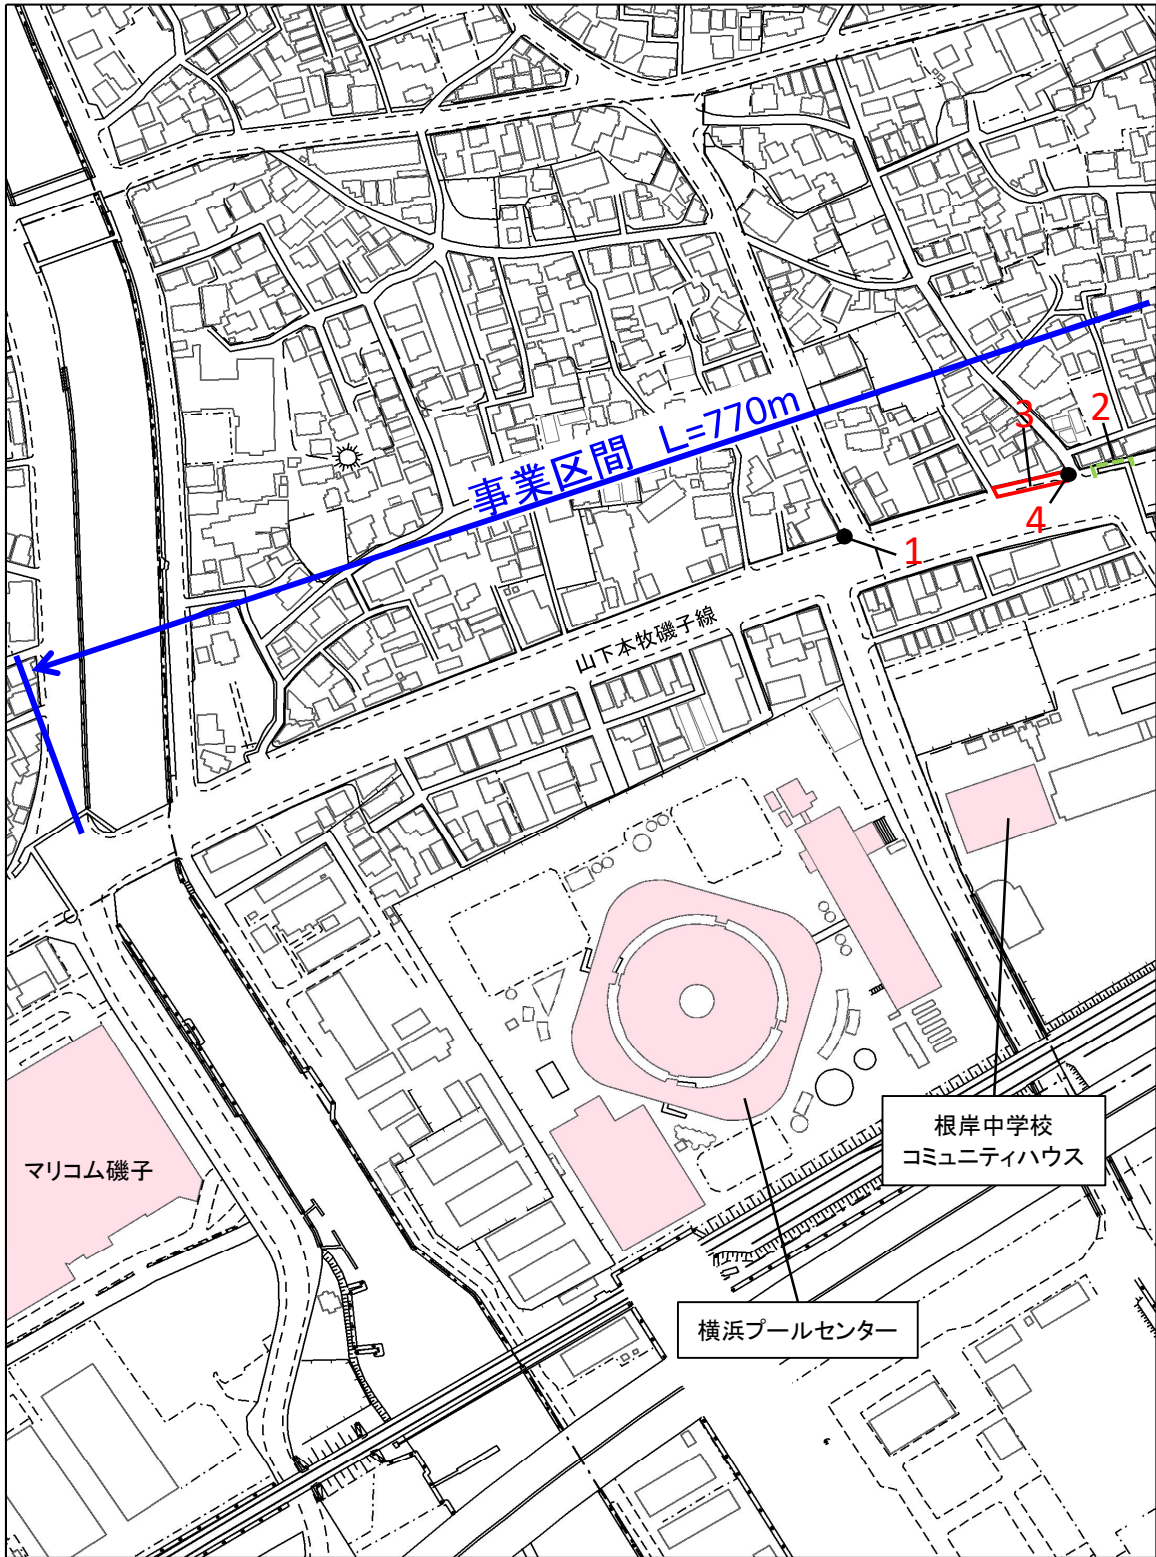 事業区間 L=770m
2
3
4
1
山下本牧磯子線
根岸中学校
コミュニティハウス
マリコム磯子
横浜プールセンター